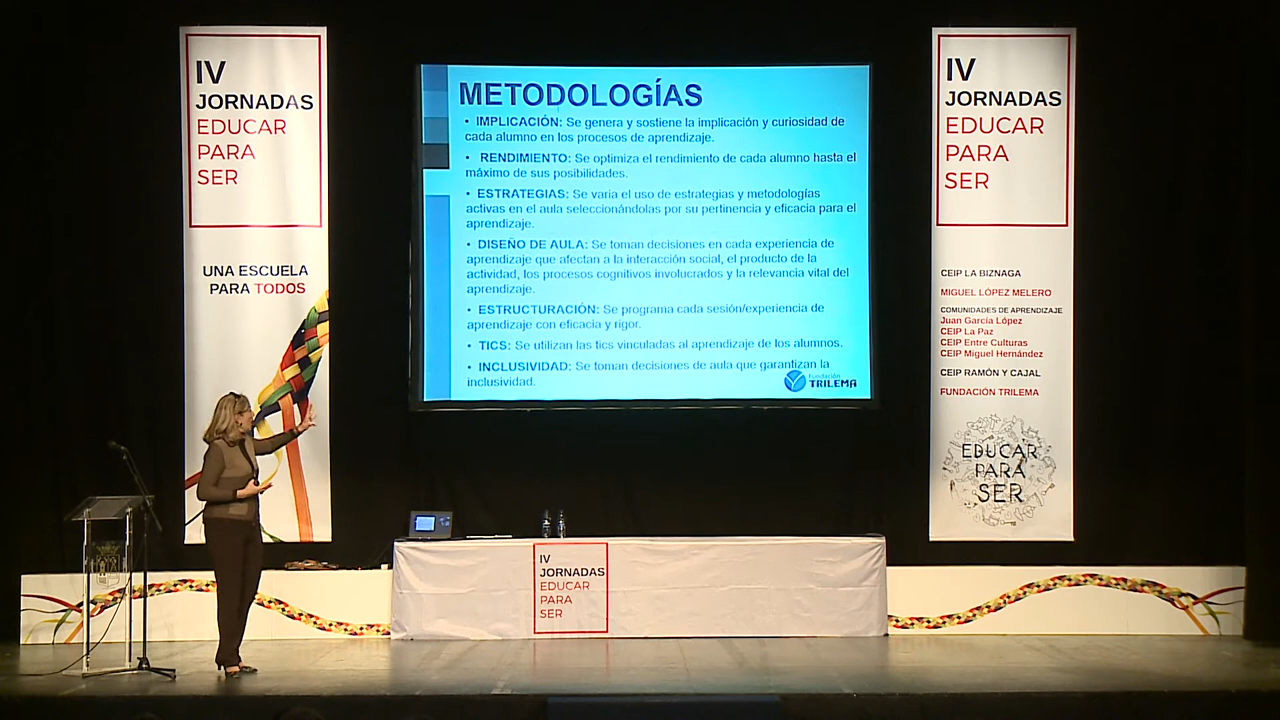 IV
JORNADAS
EDUCAR
PARA
SER
UNA ESCUELA
PARA TODOS
METODOLOGÍAS
• IMPLICACIÓN: Se genera y sostiene la implicación y curiosidad de
cada alumno en los procesos de aprendizaje.
• RENDIMIENTO: Se optimiza el rendimiento de cada alumno hasta el
máximo de sus posibilidades.
• ESTRATEGIAS: Se varia el uso de estrategias y metodologías
activas en el aula seleccionándolas por su pertinencia y eficacia para el
aprendizaje.
• DISEÑO DE AULA: Se toman decisiones en cada experiencia de
aprendizaje que afectan a la interacción social, el producto de la
actividad, los procesos cognitivos involucrados y la relevancia vital del
aprendizaje.
• ESTRUCTURACIÓN: Se programa cada sesión/experiencia de
aprendizaje con eficacia y rigor.
• TICS: Se utilizan las tics vinculadas al aprendizaje de los alumnos.
• INCLUSIVIDAD: Se toman decisiones de aula que garantizan la
inclusividad.
Fundación
TRILEMA
IV
JORNADAS
EDUCAR
PARA
SER
CEIP LA BIZNAGA
MIGUEL LÓPEZ MELERO
COMUNIDADES DE APRENDIZAJE
Juan García López
CEIP La Paz
CEIP Entre Culturas
CEIP Miguel Hernández
CEIP RAMÓN Y CAJAL
FUNDACIÓN TRILEMA
EDUCAR
PARA
SER
IV
JORNADAS
EDUCAR
PARA
SER